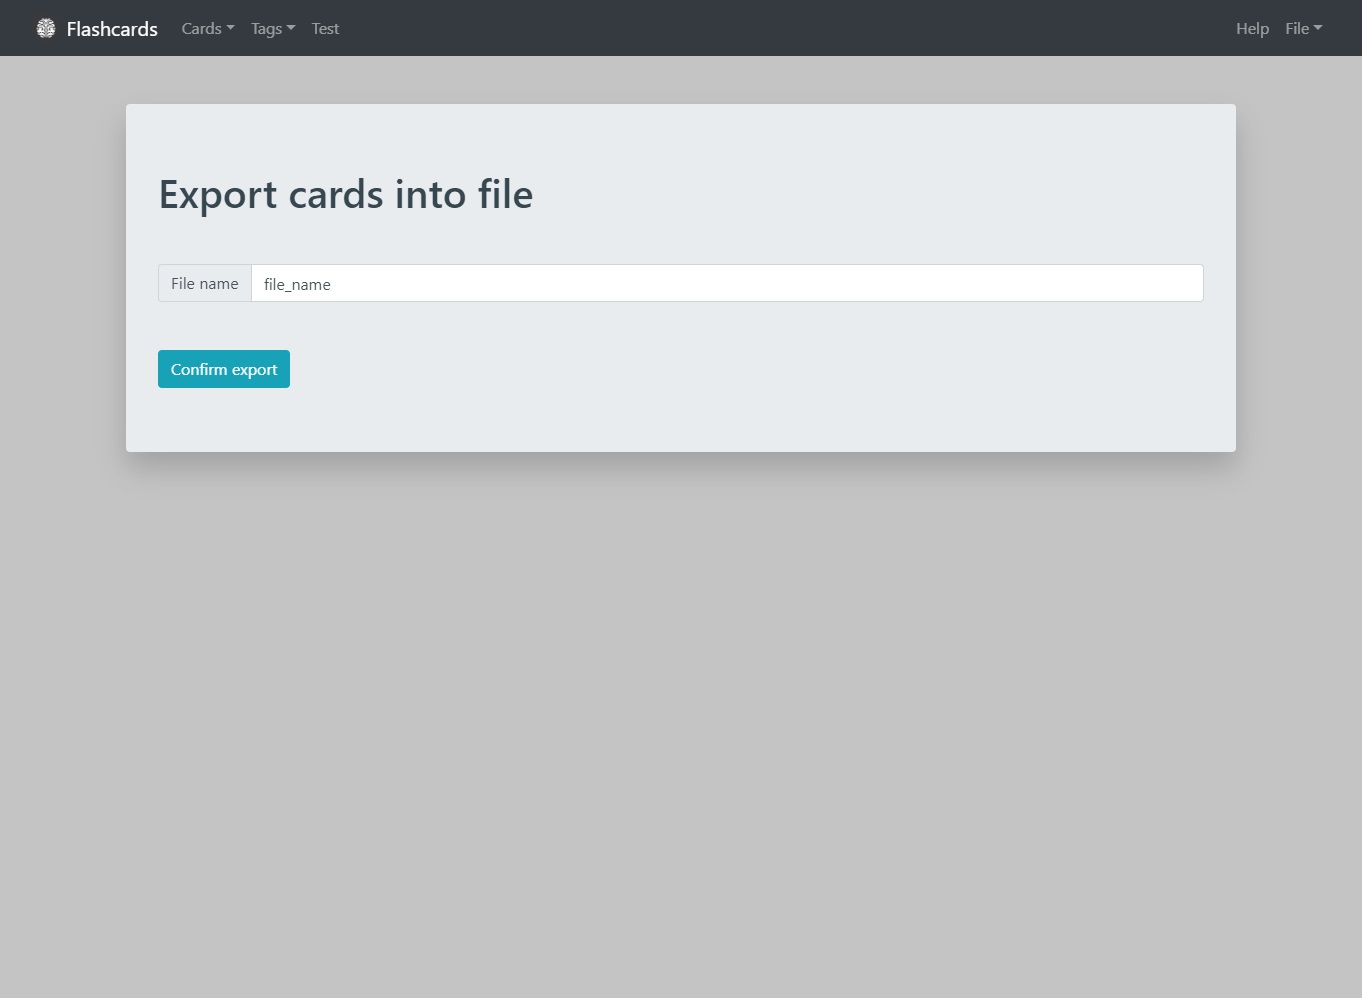 Flashcards Cards Tags Test Help File
Export cards into file
File name file_name
Confirm export